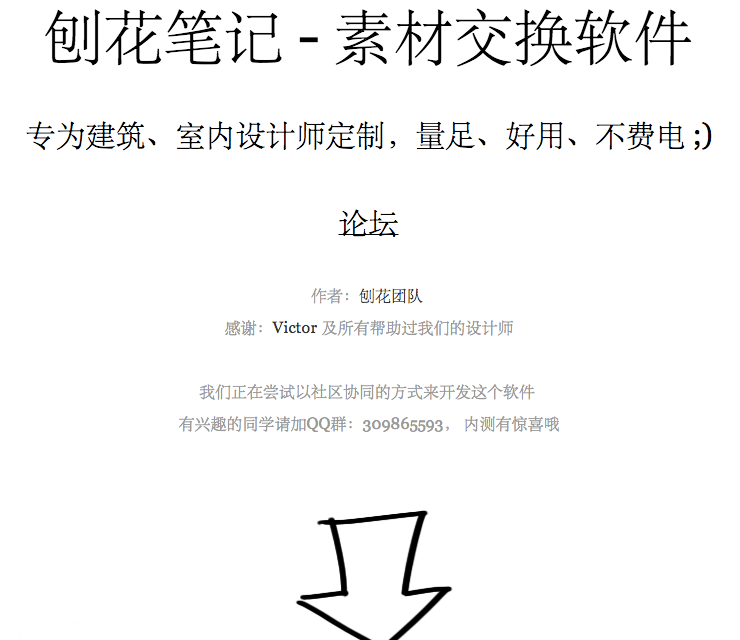 刨花笔记 - 素材交换软件
专为建筑、室内设计师定制，量足、好用、不费电 ;)
论坛
作者：刨花团队
感谢：Victor 及所有帮助过我们的设计师
我们正在尝试以社区协同的方式来开发这个软件
有兴趣的同学请加QQ群：309865593， 内测有惊喜哦